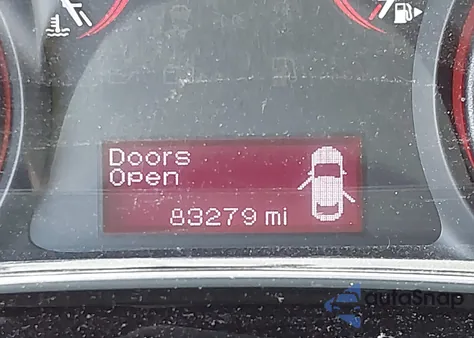 Doors
Open
83279 mi
autoSnap